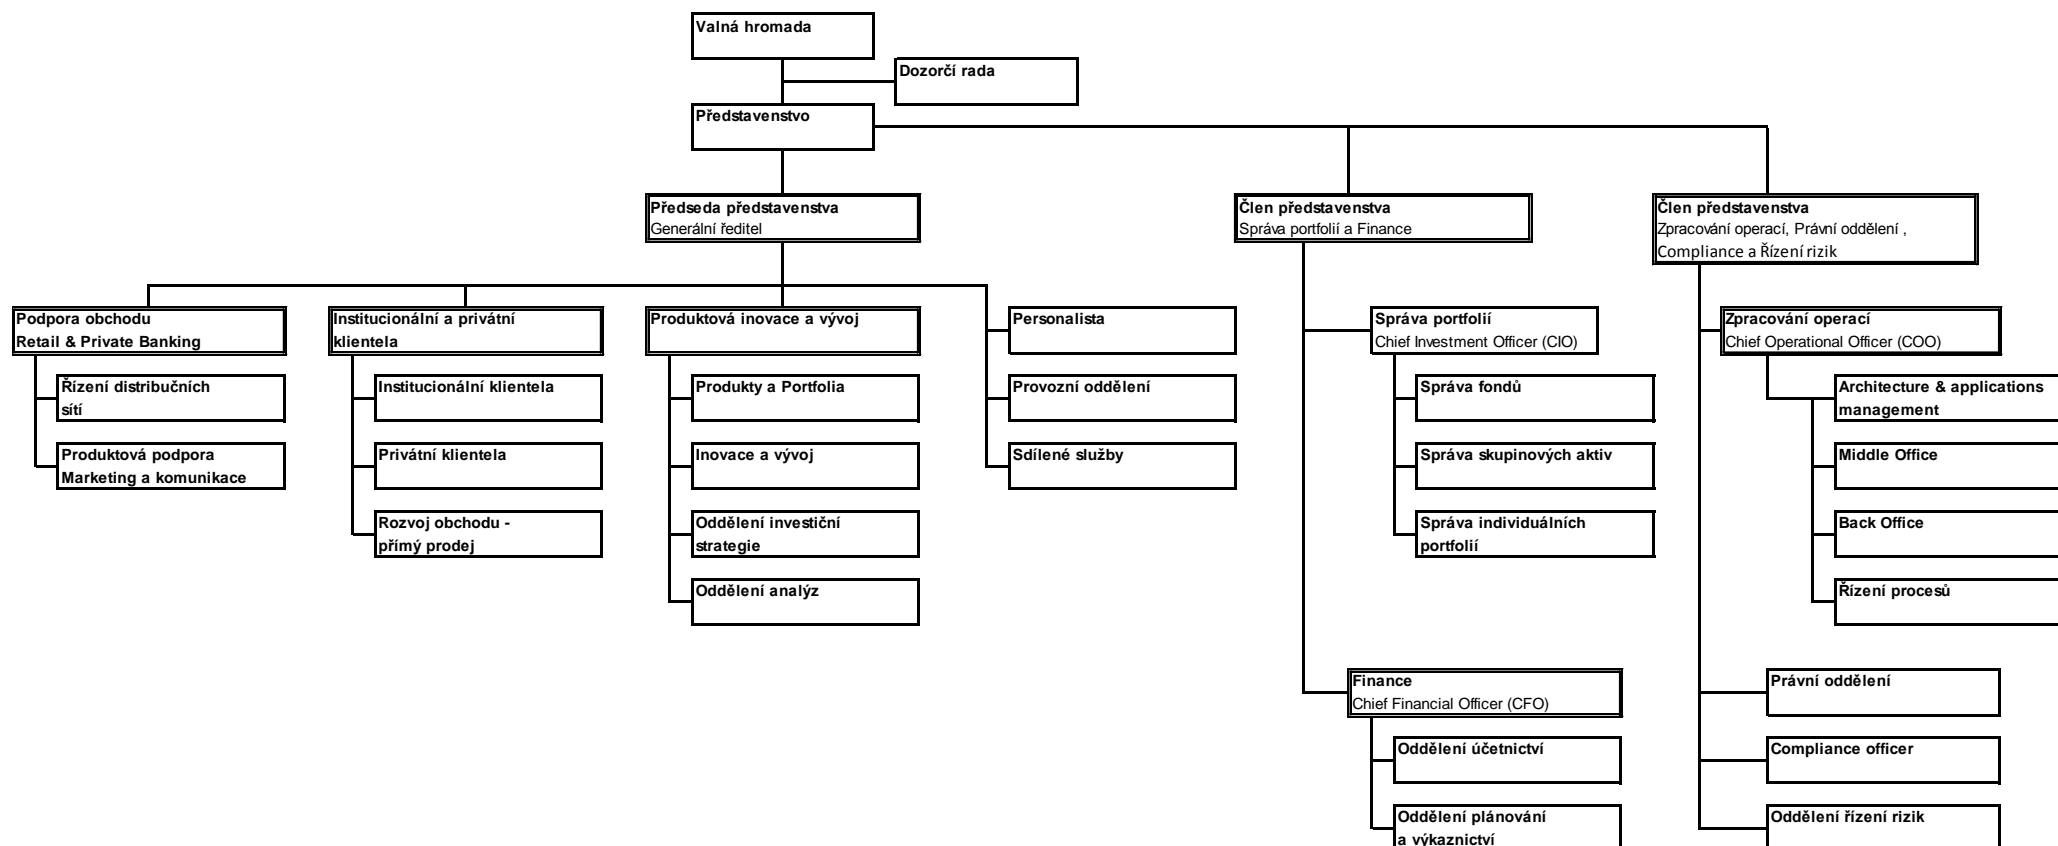 Valná hromada
Dozorčí rada
Představenstvo
Předseda představenstva
Generální ředitel
Člen představenstva
Správa portfolií a Finance
Člen představenstva
Zpracování operací, Právní oddělení ,
Compliance a Řízení rizik
Podpora obchodu
Retail & Private Banking
Institucionální a privátní
klientela
Produktová inovace a vývoj
Personalista
Správa portfolií
Chief Investment Officer (CIO)
Zpracování operací
Chief Operational Officer (COO)
Řízení distribučních
sítí
Institucionální klientela
Produkty a Portfolia
Provozní oddělení
Správa fondů
Architecture & applications
management
Produktová podpora
Marketing a komunikace
Privátní klientela
Inovace a vývoj
Sdílené služby
Správa skupinových aktiv
Middle Office
Rozvoj obchodu -
přímý prodej
Oddělení investiční
strategie
Správa individuálních
portfolií
Back Office
Oddělení analýz
Řízení procesů
Finance
Chief Financial Officer (CFO)
Právní oddělení
Oddělení účetnictví
Compliance officer
Oddělení plánování
a výkaznictví
Oddělení řízení rizik